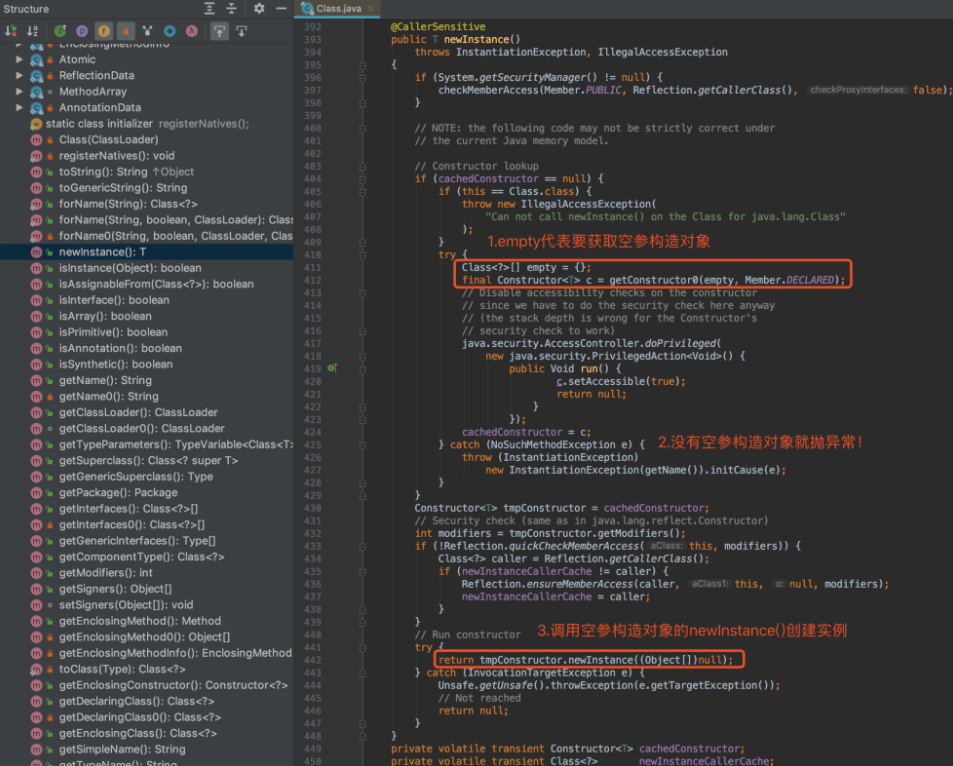 Structure
Class.java
EnclosingMethodInfo
Atomic
ReflectionData
MethodArray
AnnotationData
static class initializer registerNatives();
Class(ClassLoader)
registerNatives(): void
toString(): String ↑Object
toGenericString(): String
forName(String): Class<?>
forName(String, boolean, ClassLoader): Class
forName0(String, boolean, ClassLoader, Class
newInstance(): T
isInstance(Object): boolean
isAssignableFrom(Class<?>): boolean
isInterface(): boolean
isArray(): boolean
isPrimitive(): boolean
isAnnotation(): boolean
isSynthetic(): boolean
getName(): String
getName0(): String
getClassLoader(): ClassLoader
getClassLoader0(): ClassLoader
getTypeParameters(): TypeVariable<Class<T>
getSuperclass(): Class<? super T>
getGenericSuperclass(): Type
getPackage(): Package
getInterfaces(): Class<?>[]
getInterfaces0(): Class<?>[]
getGenericInterfaces(): Type[]
getComponentType(): Class<?>
getModifiers(): int
getSigners(): Object[]
setSigners(Object[]): void
getEnclosingMethod(): Method
getEnclosingMethod0(): Object[]
getEnclosingMethodInfo(): EnclosingMethod
toClass(Type): Class<?>
getEnclosingConstructor(): Constructor<?>
getDeclaringClass(): Class<?>
getDeclaringClass0(): Class<?>
getEnclosingClass(): Class<?>
getSimpleName(): String
getTypeName(): String
392 @CallerSensitive
393 public T newInstance()
394 throws InstantiationException, IllegalAccessException
395 {
396 if (System.getSecurityManager() != null) {
397 checkMemberAccess(Member.PUBLIC, Reflection.getCallerClass(), checkProxyInterfaces: false);
398 }
399
400 // NOTE: the following code may not be strictly correct under
401 // the current Java memory model.
402
403 // Constructor lookup
404 if (cachedConstructor == null) {
405 if (this == Class.class) {
406 throw new IllegalAccessException(
407 "Can not call newInstance() on the Class for java.lang.Class"
408 );
409 }
1.empty代表要获取空参构造对象
410 try {
411 Class<?>[] empty = {};
412 final Constructor<T> c = getConstructor0(empty, Member.DECLARED);
413 // Disable accessibility checks on the constructor
414 // since we have to do the security check here anyway
415 // (the stack depth is wrong for the Constructor's
416 // security check to work)
417 java.security.AccessController.doPrivileged(
418 new java.security.PrivilegedAction<Void>() {
419 public Void run() {
420 c.setAccessible(true);
421 return null;
422 }
423 });
424 cachedConstructor = c;
425 } catch (NoSuchMethodException e) { 2.没有空参构造对象就抛异常!
426 throw (InstantiationException)
427 new InstantiationException(getName()).initCause(e);
428 }
429 }
430 Constructor<T> tmpConstructor = cachedConstructor;
431 // Security check (same as in java.lang.reflect.Constructor)
432 int modifiers = tmpConstructor.getModifiers();
433 if (!Reflection.quickCheckMemberAccess( aClass: this, modifiers)) {
434 Class<?> caller = Reflection.getCallerClass();
435 if (newInstanceCallerCache != caller) {
436 Reflection.ensureMemberAccess(caller, aClass1: this, o: null, modifiers);
437 newInstanceCallerCache = caller;
438 }
439 }
440 // Run constructor 3.调用空参构造对象的newInstance()创建实例
441 try {
442 return tmpConstructor.newInstance((Object[])null);
443 } catch (InvocationTargetException e) {
444 Unsafe.getUnsafe().throwException(e.getTargetException());
445 // Not reached
446 return null;
447 }
448 }
449 private volatile transient Constructor<T> cachedConstructor;
450 private volatile transient Class<?> newInstanceCallerCache;